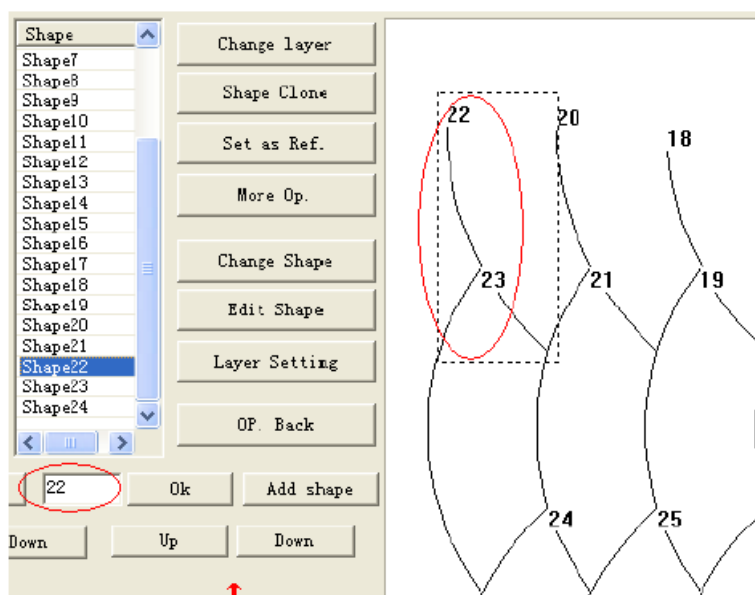 Shape
Shape7
Shape8
Shape9
Shape10
Shape11
Shape12
Shape13
Shape14
Shape15
Shape16
Shape17
Shape18
Shape19
Shape20
Shape21
Shape22
Shape23
Shape24
Change layer
Shape Clone
Set as Ref.
More Op.
Change Shape
Edit Shape
Layer Setting
OP. Back
22
Ok
Add shape
Down
Up
Down
22
20
18
23
21
19
24
25